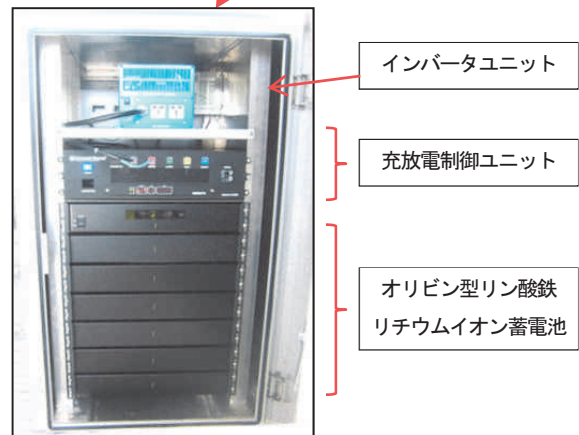 インバータユニット
充放電制御ユニット
オリビン型リン酸鉄
リチウムイオン蓄電池